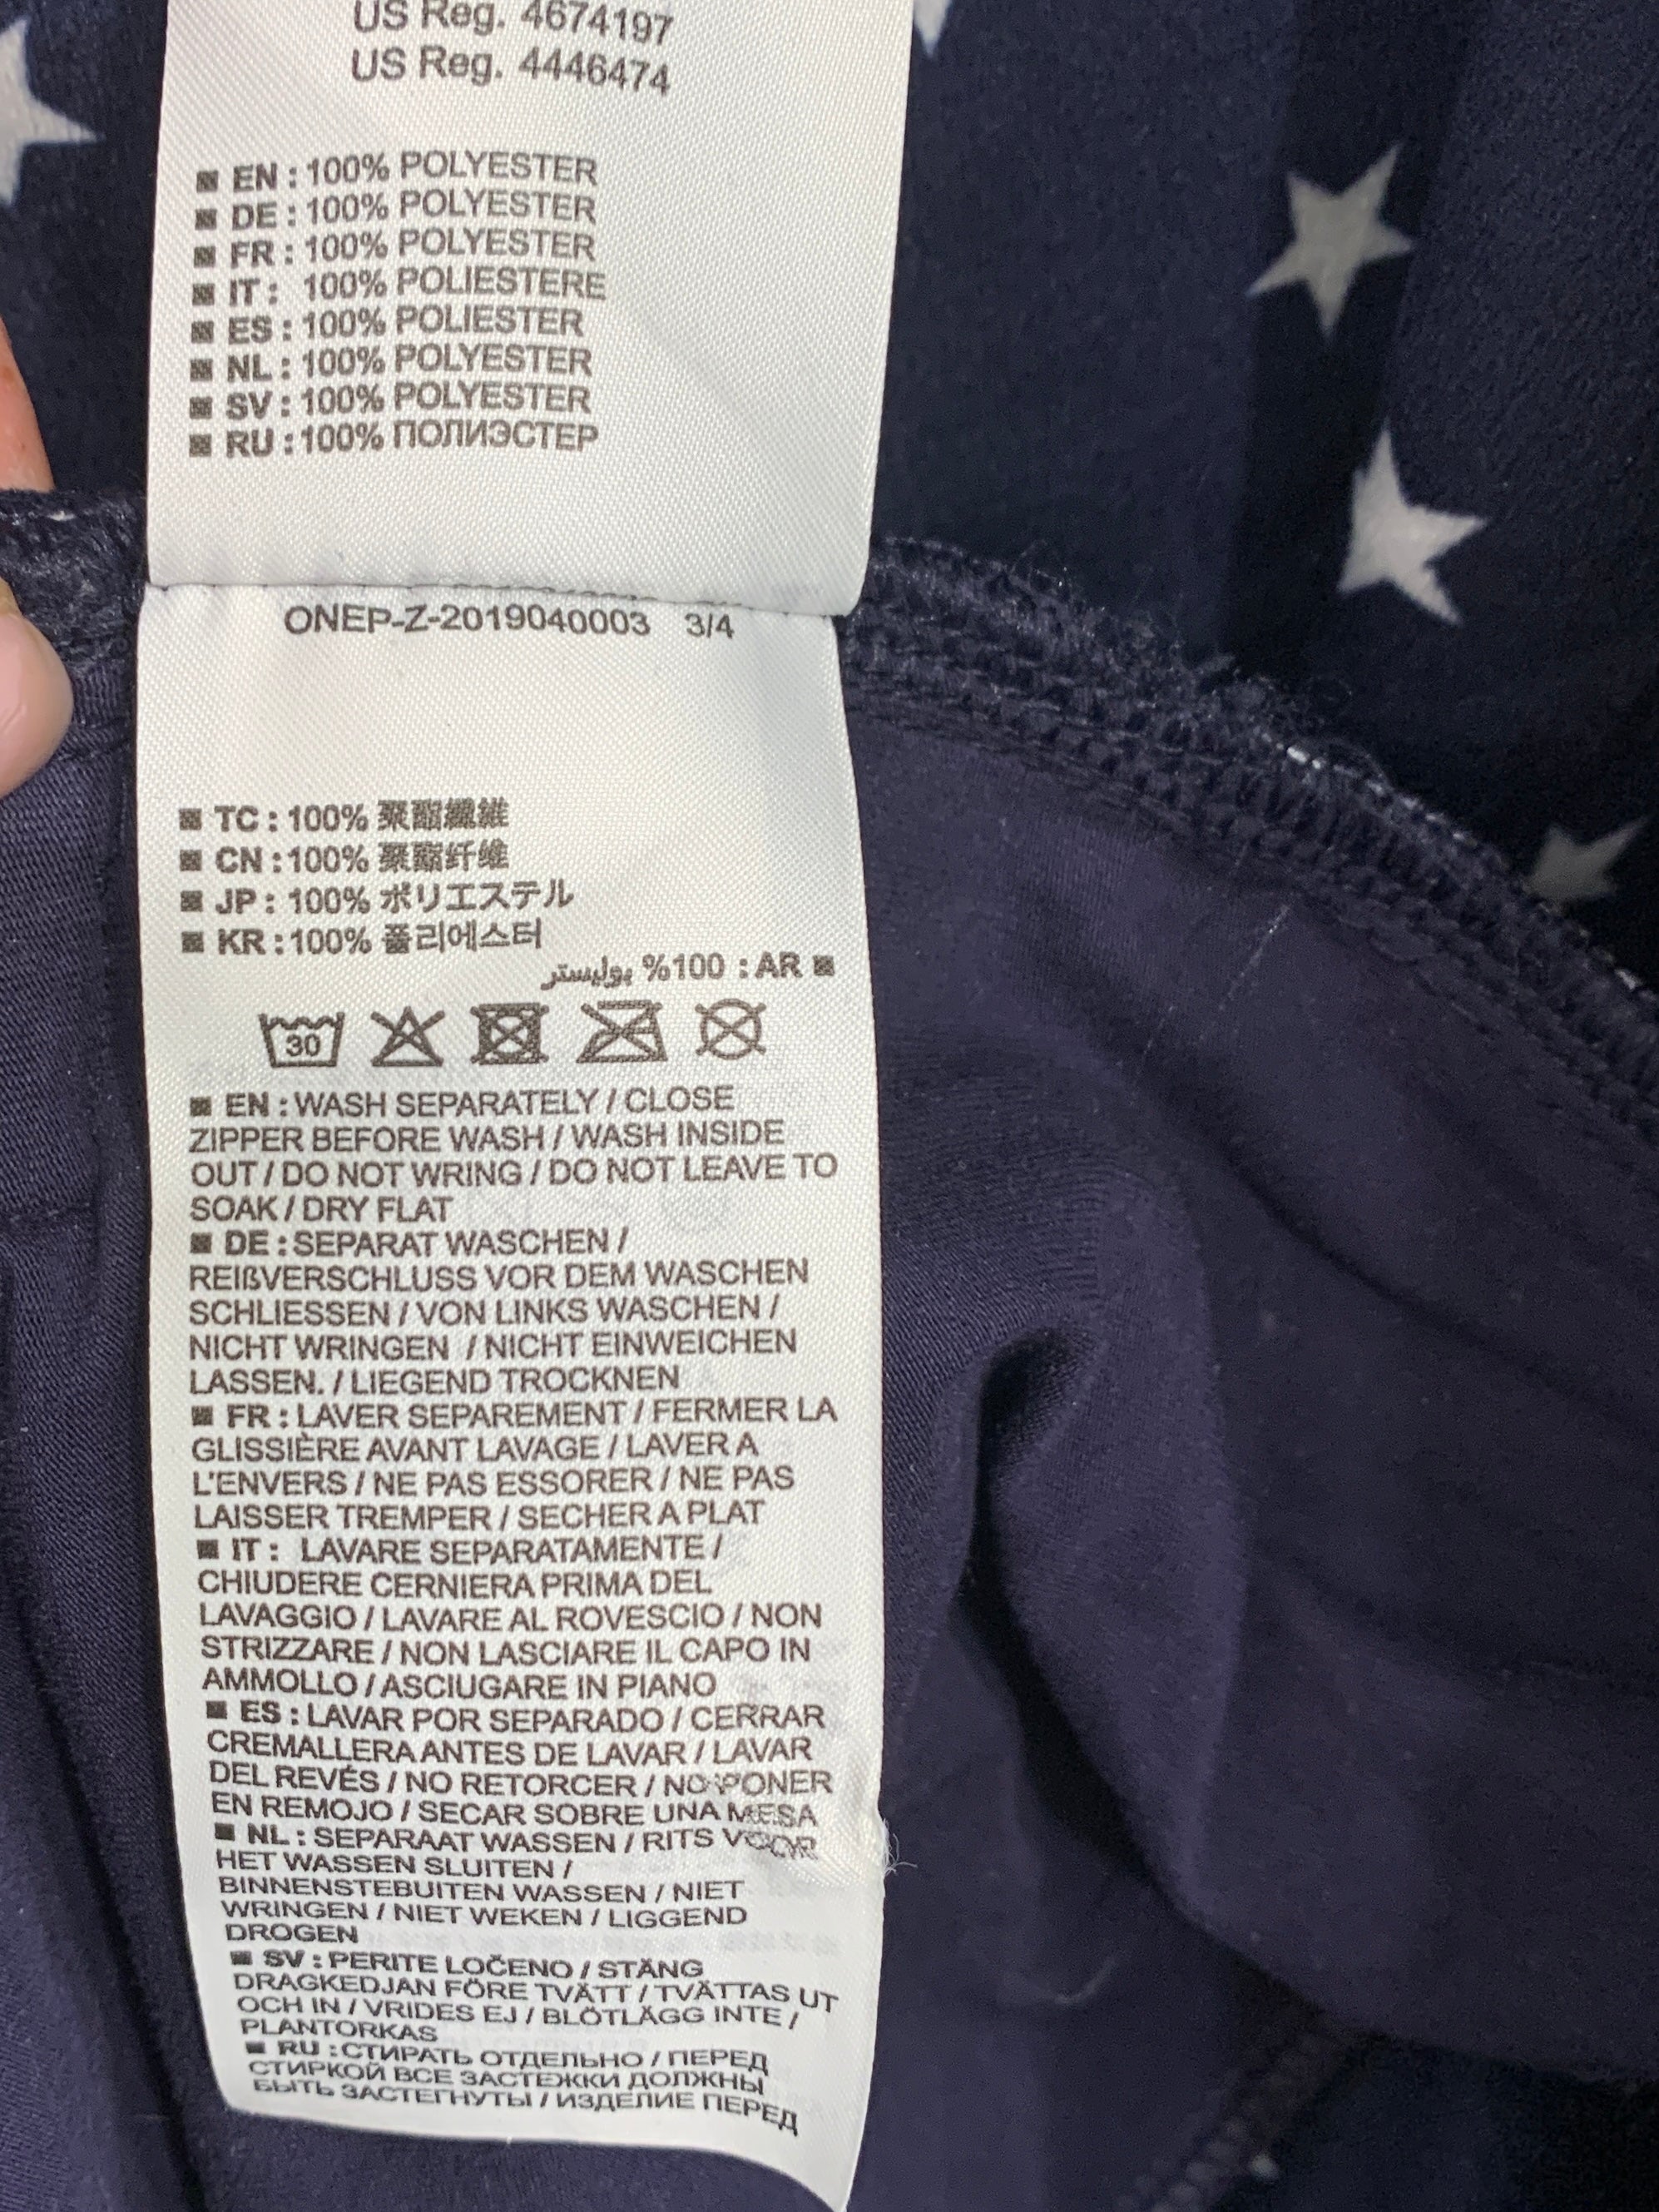 US Reg. 4674197
US Reg. 4446474
EN : 100% POLYESTER
DE : 100% POLYESTER
FR : 100% POLYESTER
IT : 100% POLIESTERE
ES : 100% POLIESTER
NL : 100% POLYESTER
SV : 100% POLYESTER
RU : 100% ПОЛИЭСТЕР
ONEP-Z-2019040003 3/4
TC : 100% 聚酯纖維
CN : 100% 聚酯纤维
JP : 100% ポリエステル
KR : 100% 폴리에스터
AR : 100% بوليستر
30
EN : WASH SEPARATELY / CLOSE
ZIPPER BEFORE WASH / WASH INSIDE
OUT / DO NOT WRING / DO NOT LEAVE TO
SOAK / DRY FLAT
DE : SEPARAT WASCHEN /
REIßVERSCHLUSS VOR DEM WASCHEN
SCHLIESSEN / VON LINKS WASCHEN /
NICHT WRINGEN / NICHT EINWEICHEN
LASSEN. / LIEGEND TROCKNEN
FR : LAVER SEPAREMENT / FERMER LA
GLISSIÈRE AVANT LAVAGE / LAVER A
L'ENVERS / NE PAS ESSORER / NE PAS
LAISSER TREMPER / SECHER A PLAT
IT : LAVARE SEPARATAMENTE /
CHIUDERE CERNIERA PRIMA DEL
LAVAGGIO / LAVARE AL ROVESCIO / NON
STRIZZARE / NON LASCIARE IL CAPO IN
AMMOLLO / ASCIUGARE IN PIANO
ES : LAVAR POR SEPARADO / CERRAR
CREMALLERA ANTES DE LAVAR / LAVAR
DEL REVÉS / NO RETORCER / NO PONER
EN REMOJO / SECAR SOBRE UNA MESA
NL : SEPARAAT WASSEN / RITS VOOR
HET WASSEN SLUITEN /
BINNENSTEBUITEN WASSEN / NIET
WRINGEN / NIET WEKEN / LIGGEND
DROGEN
SV : PERITE LOČENO / STÄNG
DRAGKEDJAN FÖRE TVÄTT / TVÄTTAS UT
OCH IN / VRIDES EJ / BLÖTLÄGG INTE /
PLANTORKAS
RU : СТИРАТЬ ОТДЕЛЬНО / ПЕРЕД
СТИРКОЙ ВСЕ ЗАСТЕЖКИ ДОЛЖНЫ
БЫТЬ ЗАСТЕГНУТЫ / ИЗДЕЛИЕ ПЕРЕД